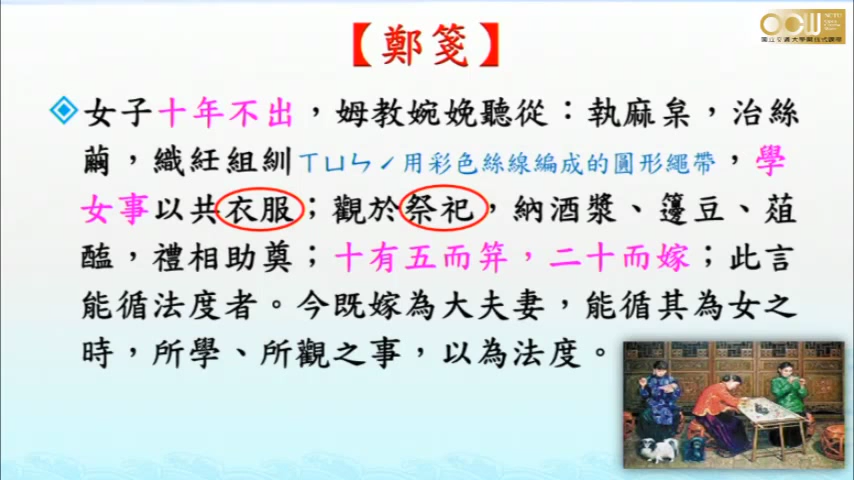 【鄭箋】
女子十年不出，姆教婉娩聽從：執麻枲，治絲
繭，織紝組紃ㄒㄩㄣˊ用彩色絲線編成的圓形繩帶，學
女事以共衣服；觀於祭祀，納酒漿、籩豆、菹
醢，禮相助奠；十有五而笄，二十而嫁；此言
能循法度者。今既嫁為大夫妻，能循其為女之
時，所學、所觀之事，以為法度。
OCW